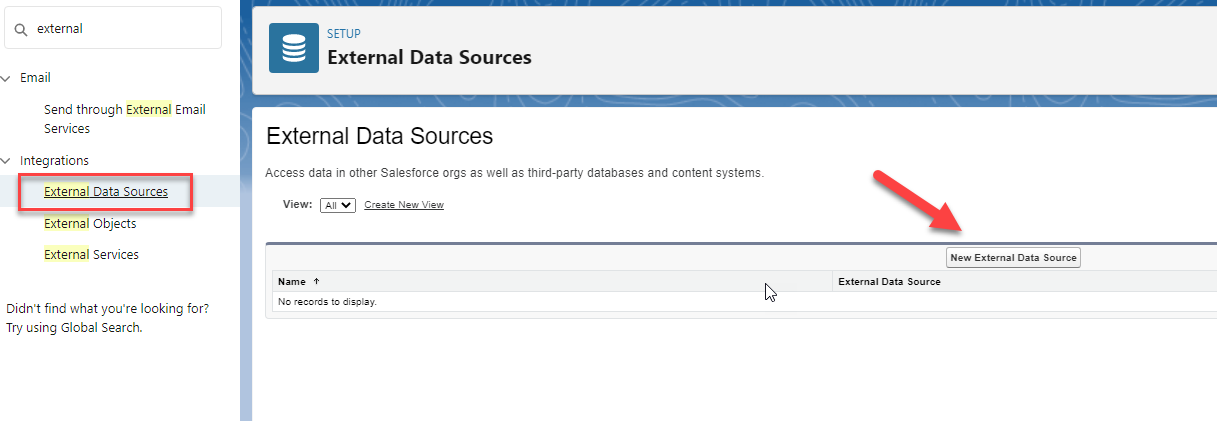 external
Email
Send through External Email
Services
Integrations
External Data Sources
External Objects
External Services
Didn't find what you're looking for?
Try using Global Search.
SETUP
External Data Sources
External Data Sources
Access data in other Salesforce orgs as well as third-party databases and content systems.
View: All Create New View
New External Data Source
Name ↑ External Data Source
No records to display.